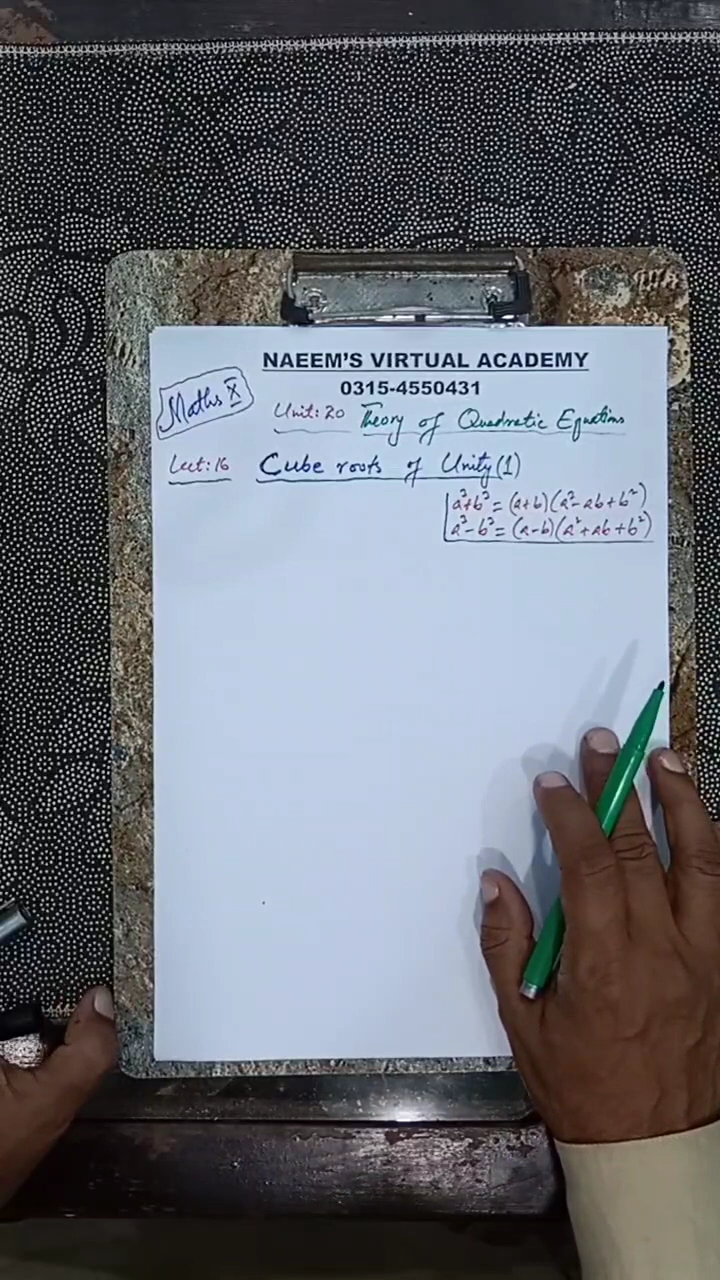 NAEEM'S VIRTUAL ACADEMY
0315-4550431
Maths X
Unit: 20 Theory of Quadratic Equations
Lect: 16 Cube roots of Unity (1)
a³+b³ = (a+b)(a²-ab+b²)
a³-b³ = (a-b)(a²+ab+b²)